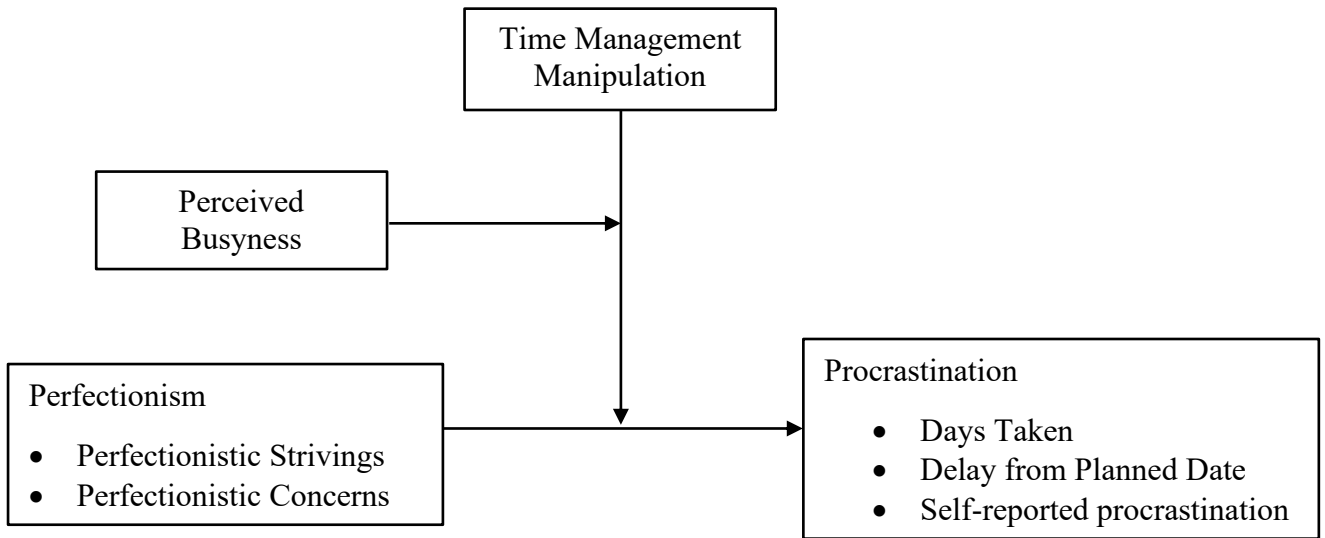 Time Management
Manipulation
Perceived
Busyness
Perfectionism
• Perfectionistic Strivings
• Perfectionistic Concerns
Procrastination
• Days Taken
• Delay from Planned Date
• Self-reported procrastination